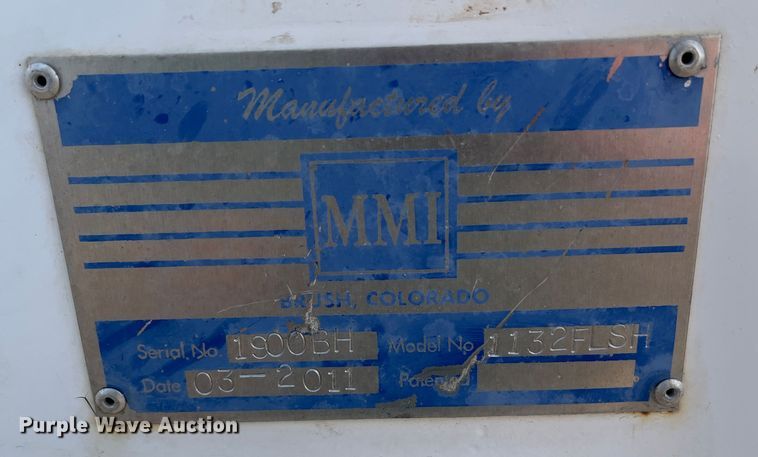 Manufactured by
MMI
BRUSH, COLORADO
Serial No. 1900BH Model No. 1132FLSH
Date 03-2011 Patented
Purple Wave Auction